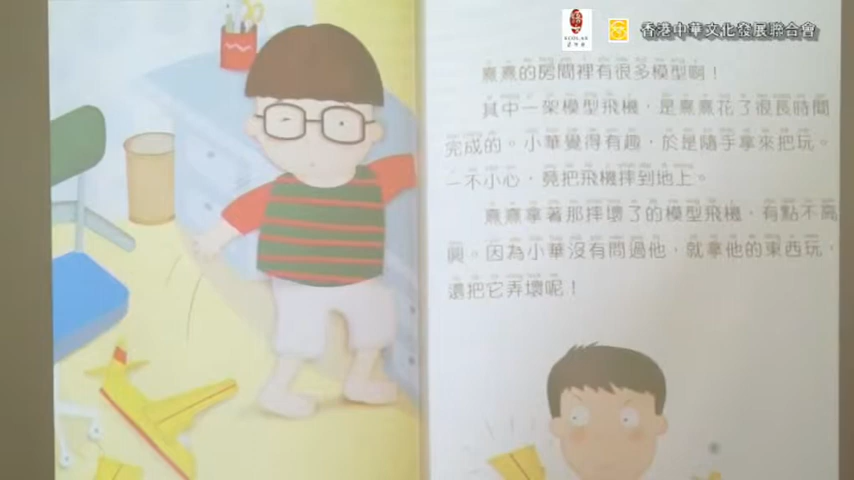 香港中華文化發展聯合會
熹熹的房間裡有很多模型啊！
其中一架模型飛機，是熹熹花了很長時間
完成的。小華覺得有趣，於是隨手拿來把玩。
一不小心，竟把飛機摔到地上。
熹熹拿著那摔壞了的模型飛機，有點不高
興。因為小華沒有問過他，就拿他的東西玩，
還把它弄壞呢！